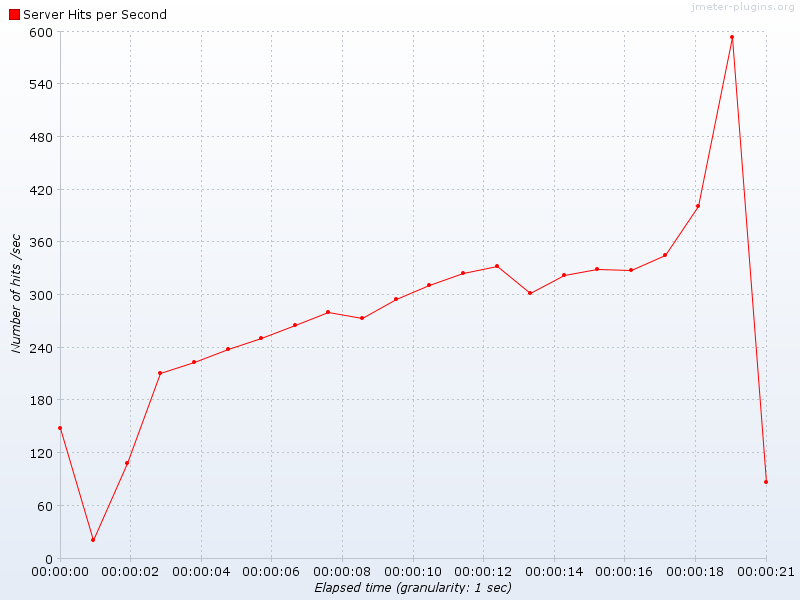 jmeter-plugins.org
Server Hits per Second
600
540
480
420
360
300
240
180
120
60
0
Number of hits /sec
00:00:00 00:00:02 00:00:04 00:00:06 00:00:08 00:00:10 00:00:12 00:00:14 00:00:16 00:00:18 00:00:21
Elapsed time (granularity: 1 sec)